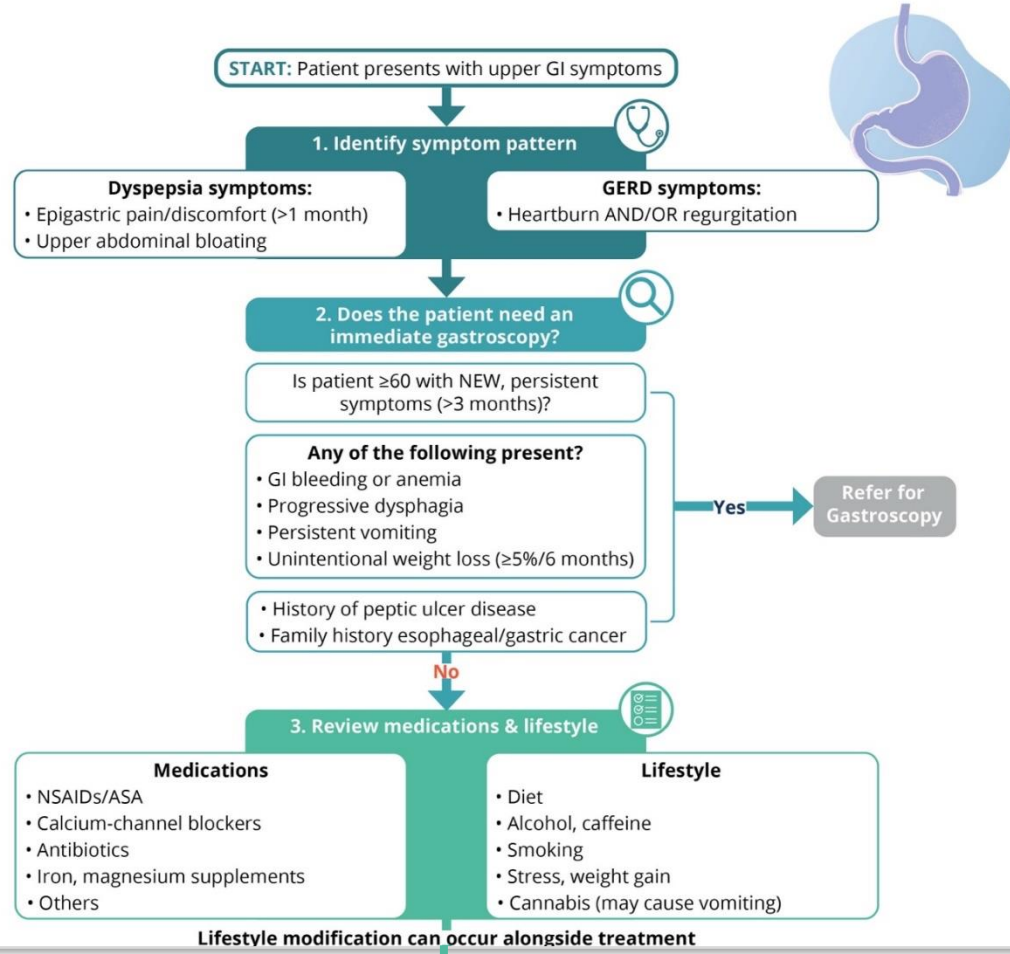 START: Patient presents with upper GI symptoms
1. Identify symptom pattern
Dyspepsia symptoms:
• Epigastric pain/discomfort (>1 month)
• Upper abdominal bloating
GERD symptoms:
• Heartburn AND/OR regurgitation
2. Does the patient need an
immediate gastroscopy?
Is patient ≥60 with NEW, persistent
symptoms (>3 months)?
Any of the following present?
• GI bleeding or anemia
• Progressive dysphagia
• Persistent vomiting
• Unintentional weight loss (≥5%/6 months)
• History of peptic ulcer disease
• Family history esophageal/gastric cancer
Yes
Refer for
Gastroscopy
No
3. Review medications & lifestyle
Medications
• NSAIDs/ASA
• Calcium-channel blockers
• Antibiotics
• Iron, magnesium supplements
• Others
Lifestyle
• Diet
• Alcohol, caffeine
• Smoking
• Stress, weight gain
• Cannabis (may cause vomiting)
Lifestyle modification can occur alongside treatment